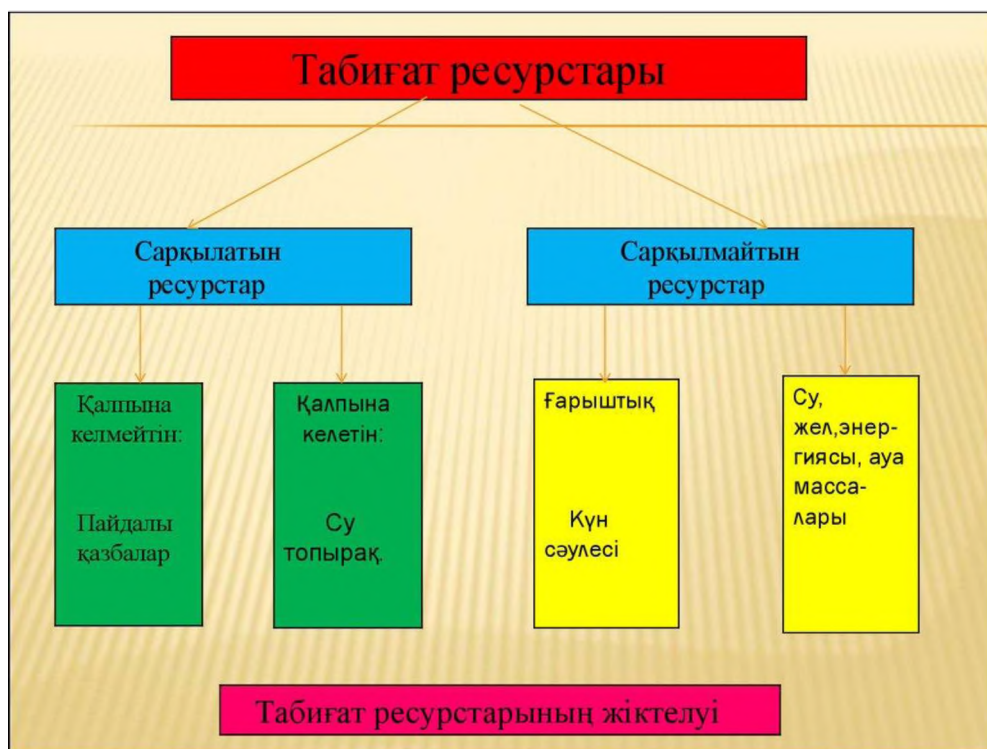 Табиғат ресурстары
Сарқылатын
ресурстар
Сарқылмайтын
ресурстар
Қалпына
келмейтін:
Пайдалы
қазбалар
Қалпына
келетін:
Су
топырақ.
Ғарыштық
Күн
сәулесі
Су,
жел,энер-
гиясы, ауа
масса-
лары
Табиғат ресурстарының жіктелуі